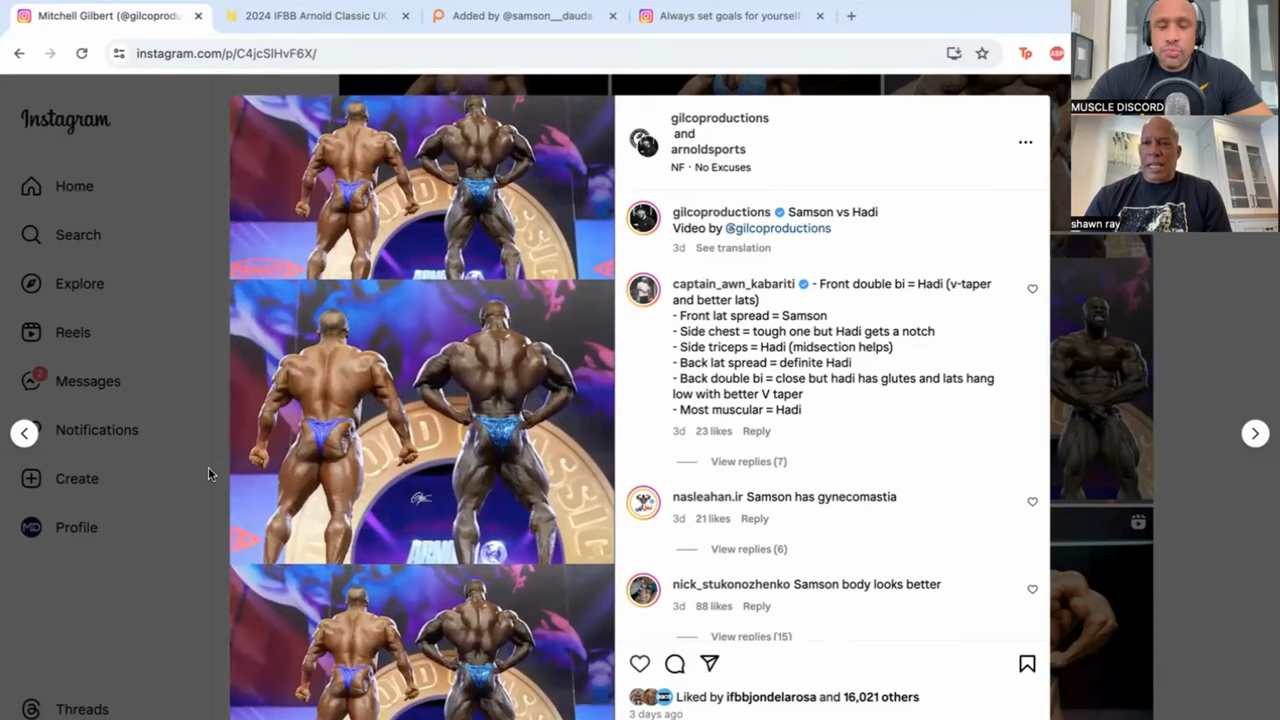 Mitchell Gilbert (@gilcoprodu
2024 IFBB Arnold Classic UK
Added by @samson__dauda
Always set goals for yourself
instagram.com/p/C4jcSlHvF6X/
Tp
ABP
MUSCLE DISCORD
shawn ray
Instagram
Home
Search
Explore
Reels
2
Messages
Notifications
Create
MD
Profile
Threads
gilcoproductions
and
arnoldsports
NF · No Excuses
gilcoproductions Samson vs Hadi
Video by @gilcoproductions
3d See translation
captain_awn_kabariti - Front double bi = Hadi (v-taper
and better lats)
- Front lat spread = Samson
- Side chest = tough one but Hadi gets a notch
- Side triceps = Hadi (midsection helps)
- Back lat spread = definite Hadi
- Back double bi = close but hadi has glutes and lats hang
low with better V taper
- Most muscular = Hadi
3d 23 likes Reply
View replies (7)
nasleahan.ir Samson has gynecomastia
3d 21 likes Reply
View replies (6)
nick_stukonozhenko Samson body looks better
3d 88 likes Reply
View replies (15)
Liked by ifbbjondelarosa and 16,021 others
3 days ago